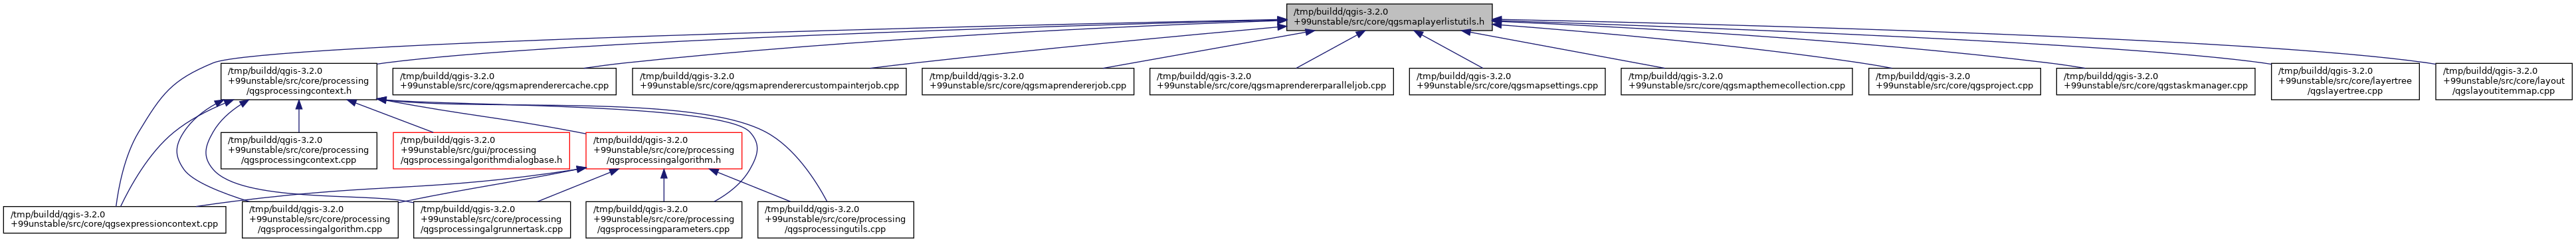 /tmp/buildd/qgis-3.2.0
+99unstable/src/core/qgsmaplayerlistutils.h
/tmp/buildd/qgis-3.2.0
+99unstable/src/core/processing
/qgsprocessingcontext.h
/tmp/buildd/qgis-3.2.0
+99unstable/src/core/qgsmaprenderercache.cpp
/tmp/buildd/qgis-3.2.0
+99unstable/src/core/qgsmaprenderercustompainterjob.cpp
/tmp/buildd/qgis-3.2.0
+99unstable/src/core/qgsmaprendererjob.cpp
/tmp/buildd/qgis-3.2.0
+99unstable/src/core/qgsmaprendererparalleljob.cpp
/tmp/buildd/qgis-3.2.0
+99unstable/src/core/qgsmapsettings.cpp
/tmp/buildd/qgis-3.2.0
+99unstable/src/core/qgsmapthemecollection.cpp
/tmp/buildd/qgis-3.2.0
+99unstable/src/core/qgsproject.cpp
/tmp/buildd/qgis-3.2.0
+99unstable/src/core/qgstaskmanager.cpp
/tmp/buildd/qgis-3.2.0
+99unstable/src/core/layertree
/qgslayertree.cpp
/tmp/buildd/qgis-3.2.0
+99unstable/src/core/layout
/qgslayoutitemmap.cpp
/tmp/buildd/qgis-3.2.0
+99unstable/src/core/processing
/qgsprocessingcontext.cpp
/tmp/buildd/qgis-3.2.0
+99unstable/src/gui/processing
/qgsprocessingalgorithmdialogbase.h
/tmp/buildd/qgis-3.2.0
+99unstable/src/core/processing
/qgsprocessingalgorithm.h
/tmp/buildd/qgis-3.2.0
+99unstable/src/core/qgsexpressioncontext.cpp
/tmp/buildd/qgis-3.2.0
+99unstable/src/core/processing
/qgsprocessingalgorithm.cpp
/tmp/buildd/qgis-3.2.0
+99unstable/src/core/processing
/qgsprocessingalgrunnertask.cpp
/tmp/buildd/qgis-3.2.0
+99unstable/src/core/processing
/qgsprocessingparameters.cpp
/tmp/buildd/qgis-3.2.0
+99unstable/src/core/processing
/qgsprocessingutils.cpp